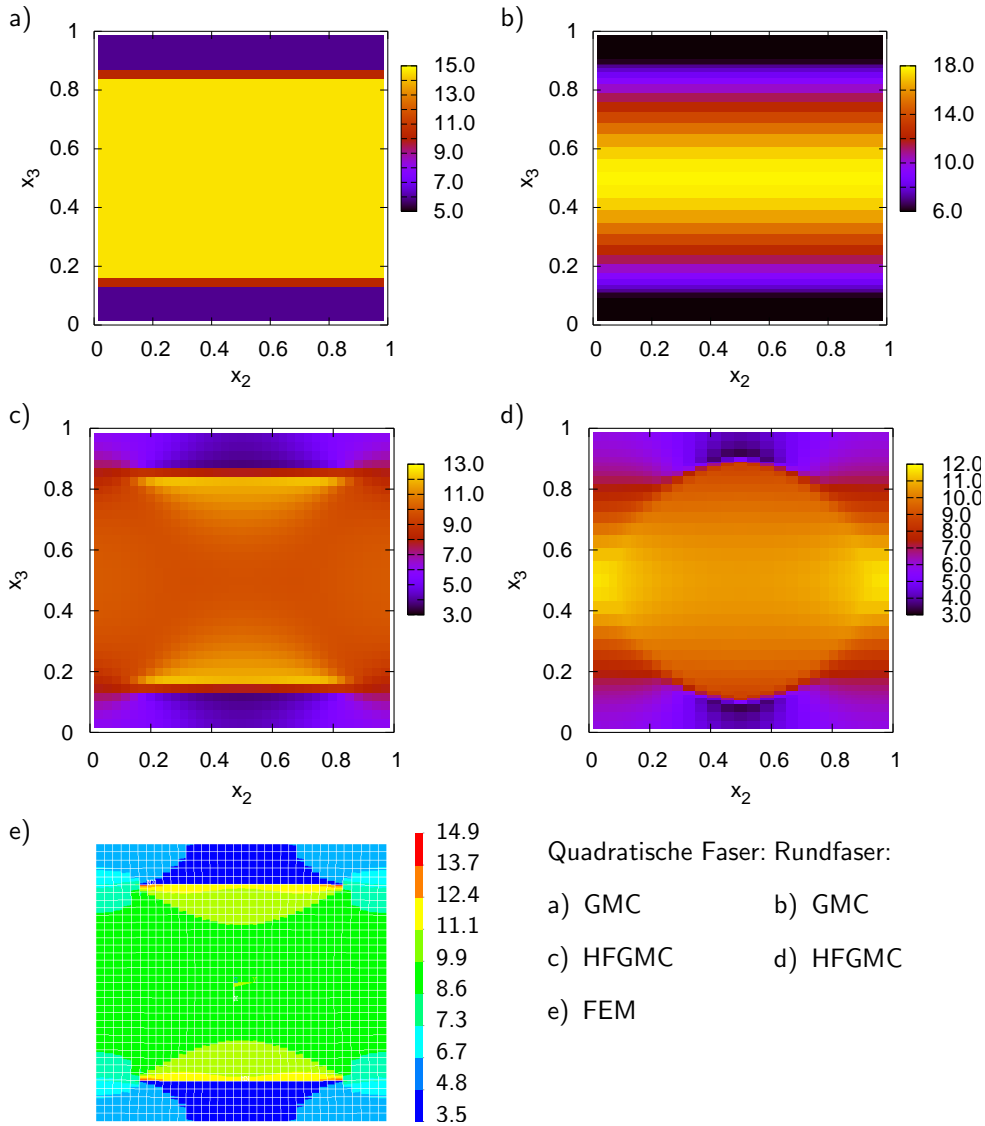 a)
1
0.8
0.6
0.4
0.2
0
x3
0 0.2 0.4 0.6 0.8 1
x2
15.0
13.0
11.0
9.0
7.0
5.0
b)
1
0.8
0.6
0.4
0.2
0
x3
0 0.2 0.4 0.6 0.8 1
x2
18.0
14.0
10.0
6.0
c)
1
0.8
0.6
0.4
0.2
0
x3
0 0.2 0.4 0.6 0.8 1
x2
13.0
11.0
9.0
7.0
5.0
3.0
d)
1
0.8
0.6
0.4
0.2
0
x3
0 0.2 0.4 0.6 0.8 1
x2
12.0
11.0
10.0
9.0
8.0
7.0
6.0
5.0
4.0
3.0
e)
14.9
13.7
12.4
11.1
9.9
8.6
7.3
6.7
4.8
3.5
Quadratische Faser: Rundfaser:
a) GMC b) GMC
c) HFGMC d) HFGMC
e) FEM